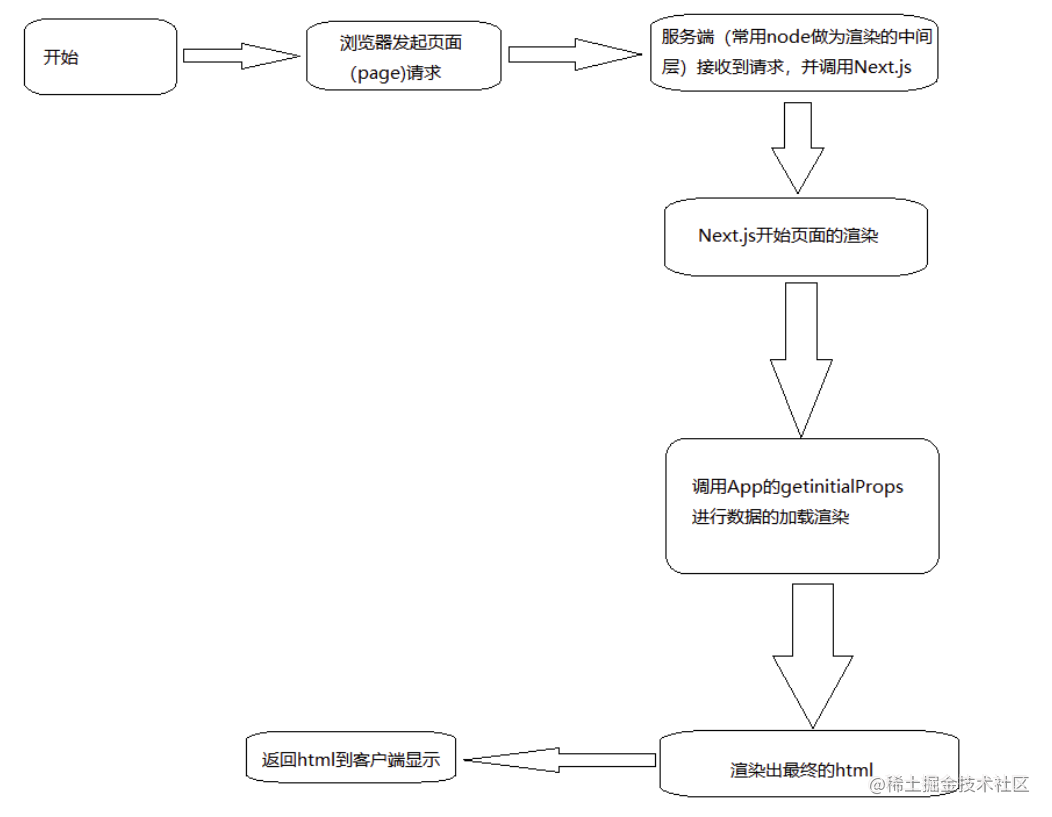 开始
浏览器发起页面
(page)请求
服务端（常用node做为渲染的中间
层）接收到请求，并调用Next.js
Next.js开始页面的渲染
调用App的getinitialProps
进行数据的加载渲染
渲染出最终的html
返回html到客户端显示
@稀土掘金技术社区